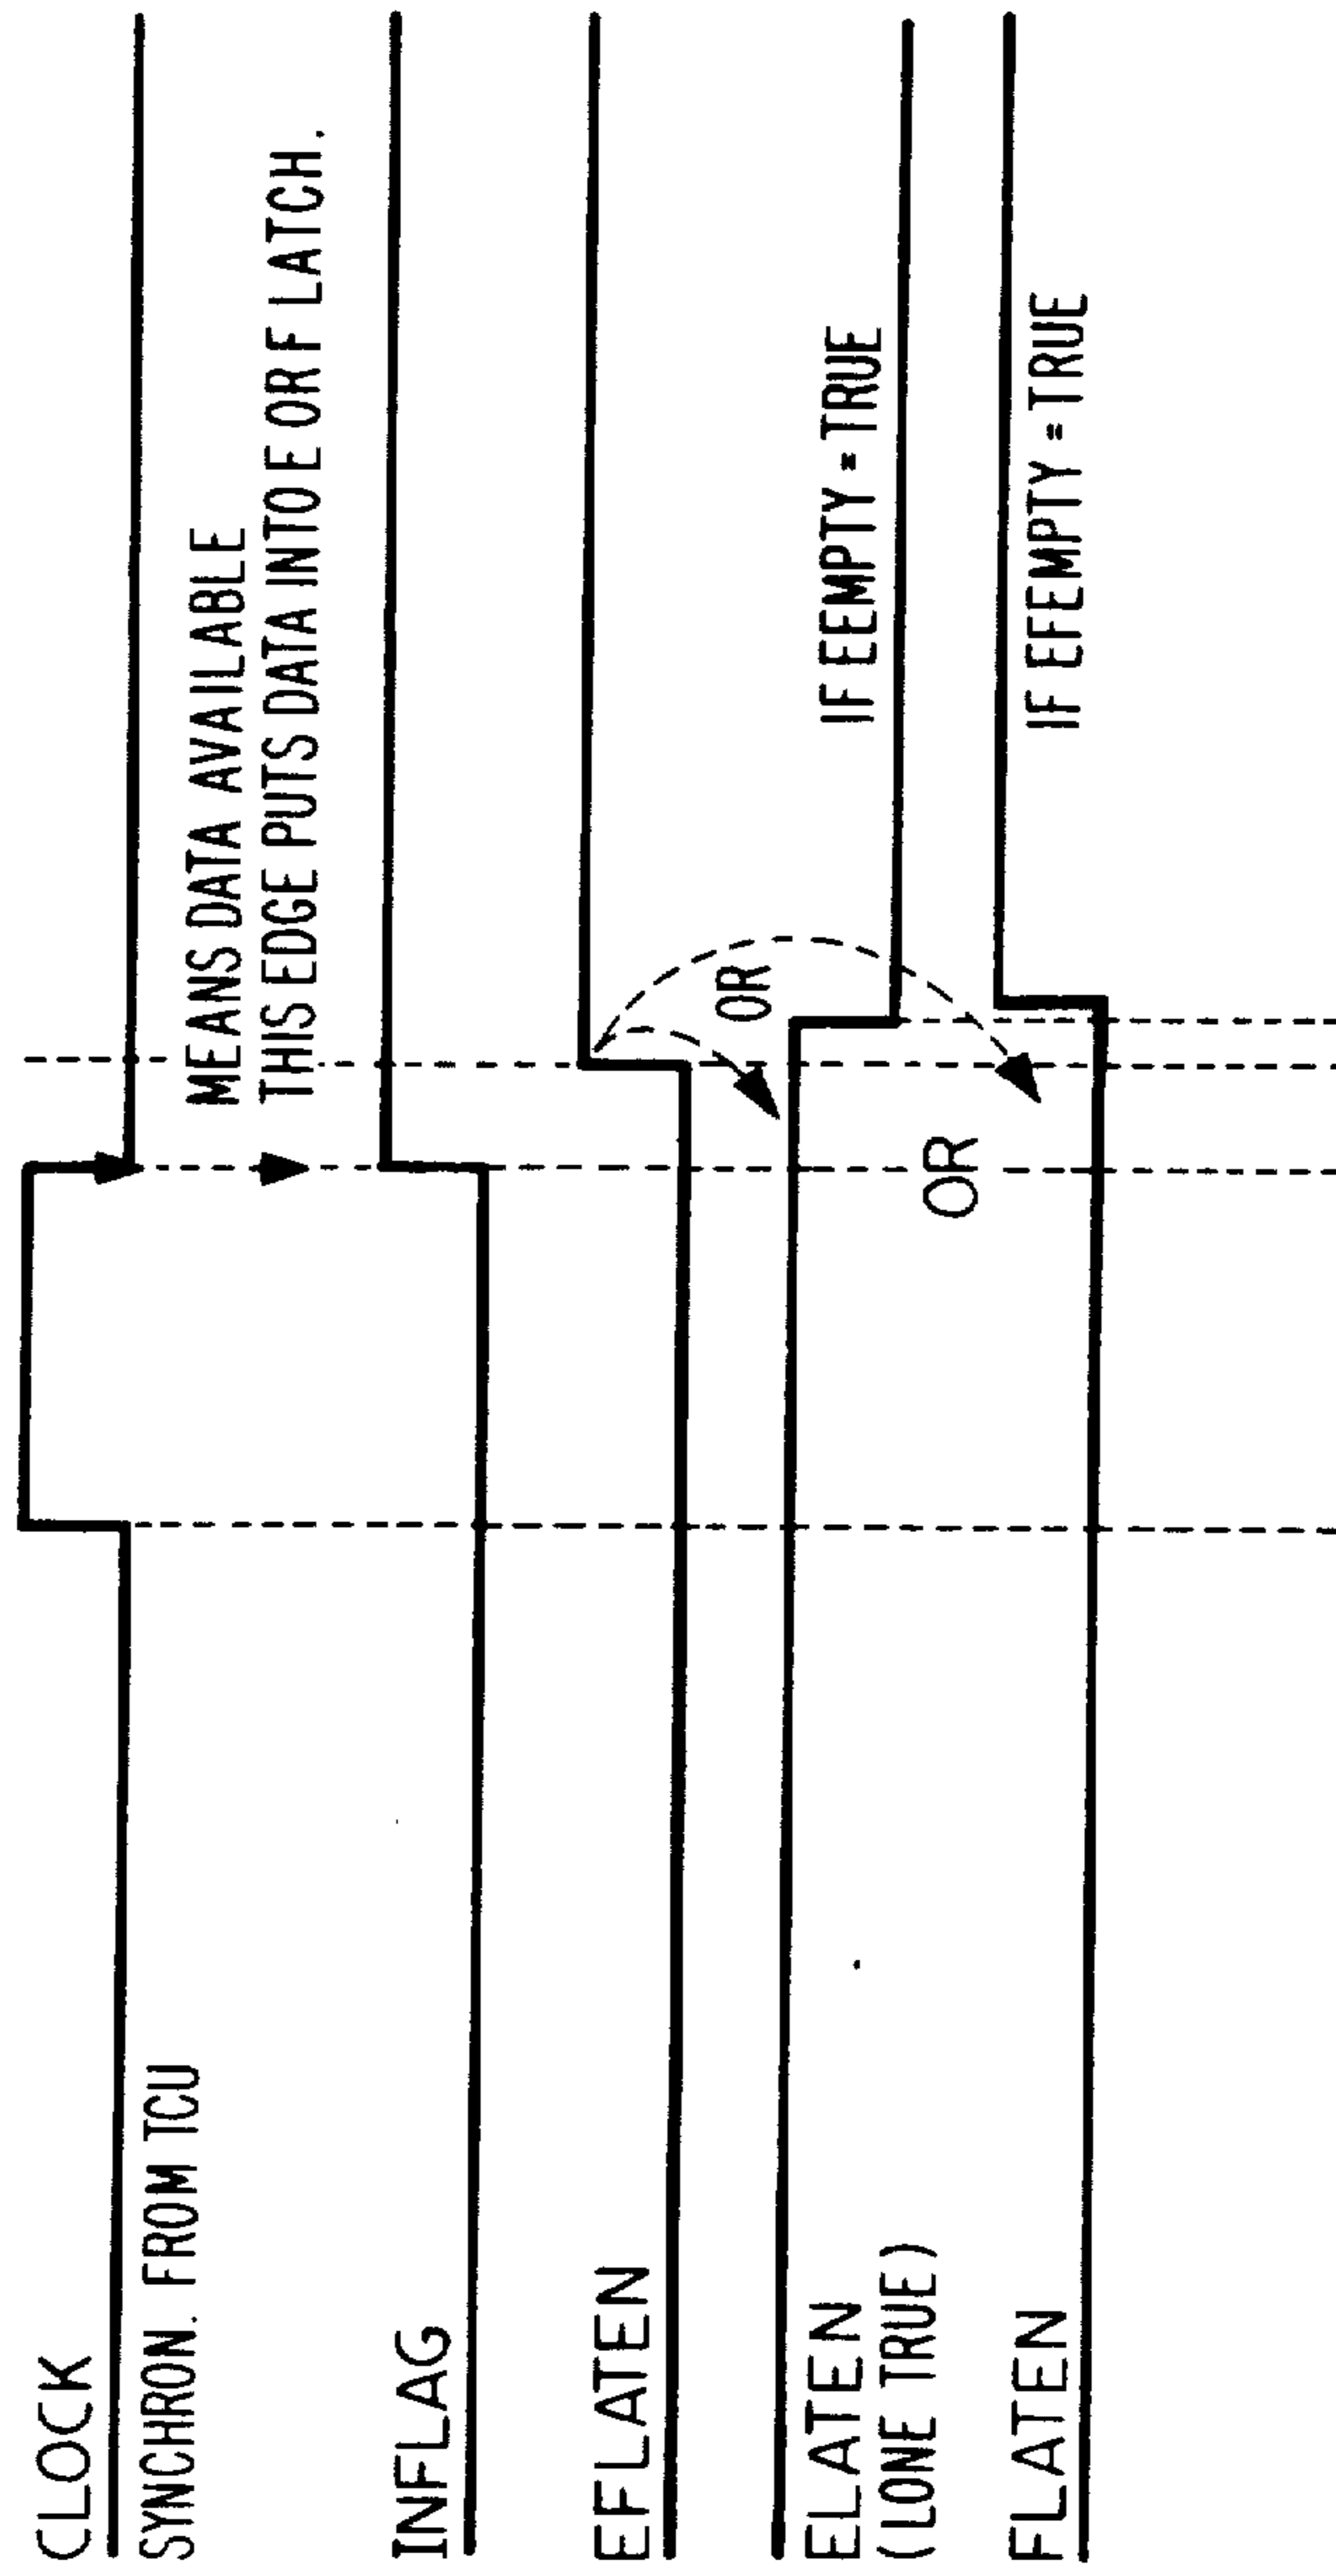 CLOCK
SYNCHRON. FROM TCU
MEANS DATA AVAILABLE
THIS EDGE PUTS DATA INTO E OR F LATCH.
INFLAG
EFLATEN
OR
ELATEN
(LONE TRUE)
IF EEMPTY = TRUE
OR
FLATEN
IF EFEMPTY = TRUE